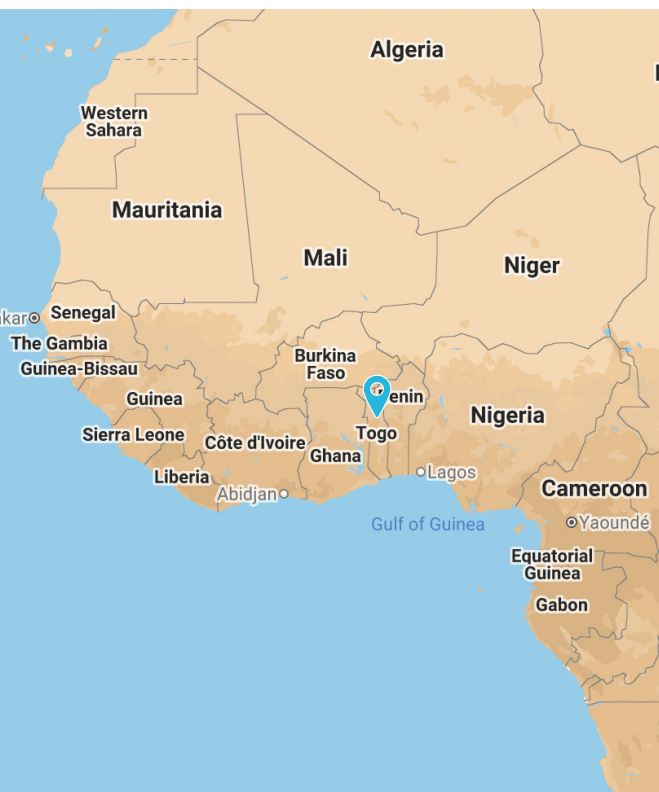 Algeria
Western
Sahara
Mauritania
Mali
Niger
Senegal
The Gambia
Guinea-Bissau
Burkina
Faso
Guinea
Nigeria
Sierra Leone
Togo
Côte d'Ivoire
Ghana
Liberia
Lagos
Abidjan
Cameroon
Gulf of Guinea
Yaoundé
Equatorial
Guinea
Gabon